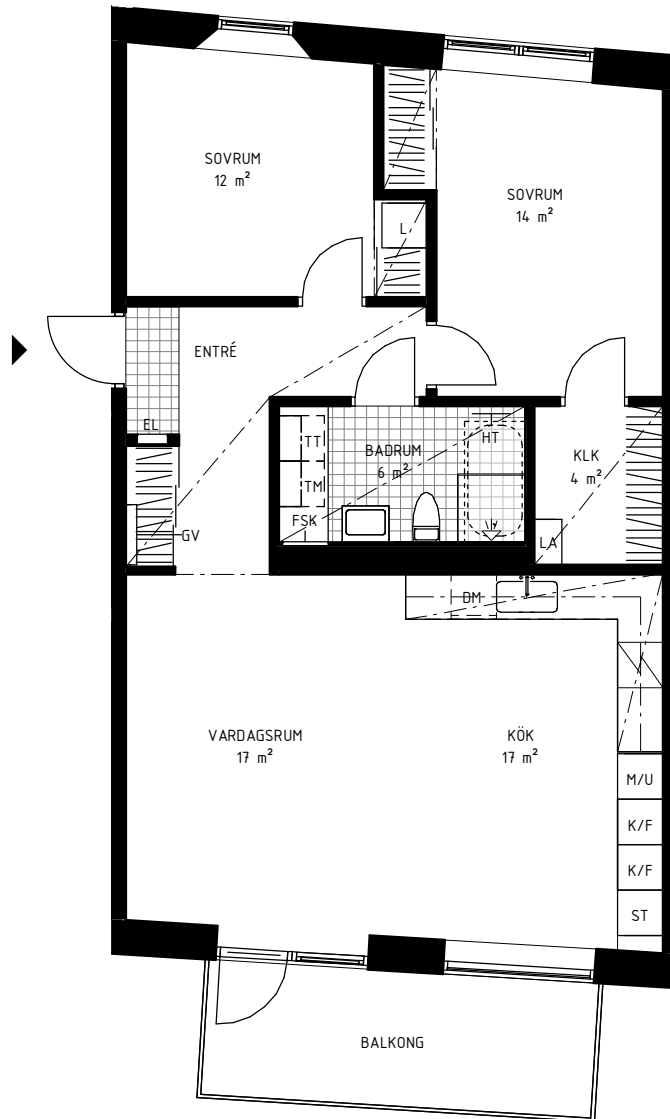 SOVRUM
12 m²
SOVRUM
14 m²
L
ENTRÉ
EL
TT
BADRUM
6 m²
HT
KLK
4 m²
TM
FSK
GV
LA
DM
VARDAGSRUM
17 m²
KÖK
17 m²
M/U
K/F
K/F
ST
BALKONG